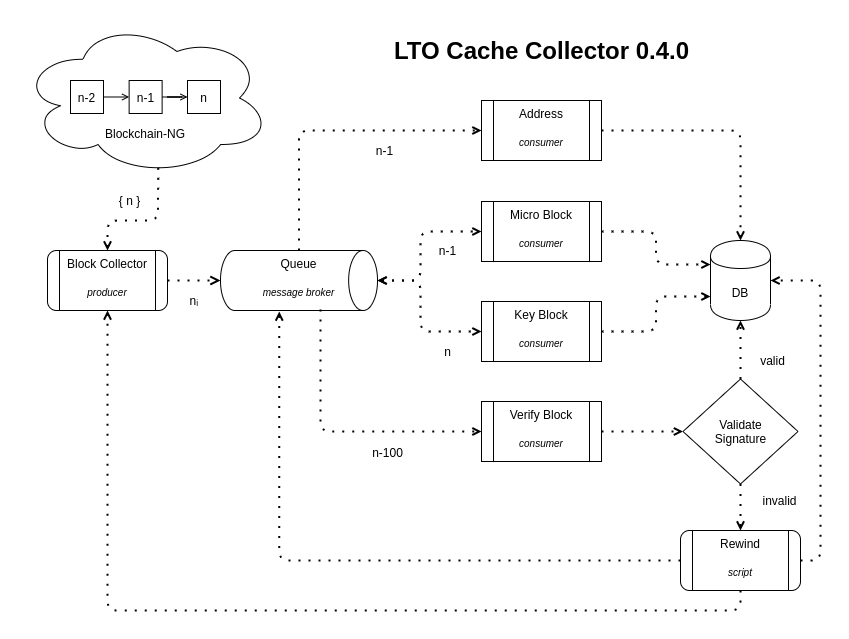 LTO Cache Collector 0.4.0
n-2
n-1
n
Blockchain-NG
{ n }
Block Collector
producer
nᵢ
Queue
message broker
n-1
Address
consumer
n-1
Micro Block
consumer
n
Key Block
consumer
n-100
Verify Block
consumer
DB
valid
Validate
Signature
invalid
Rewind
script